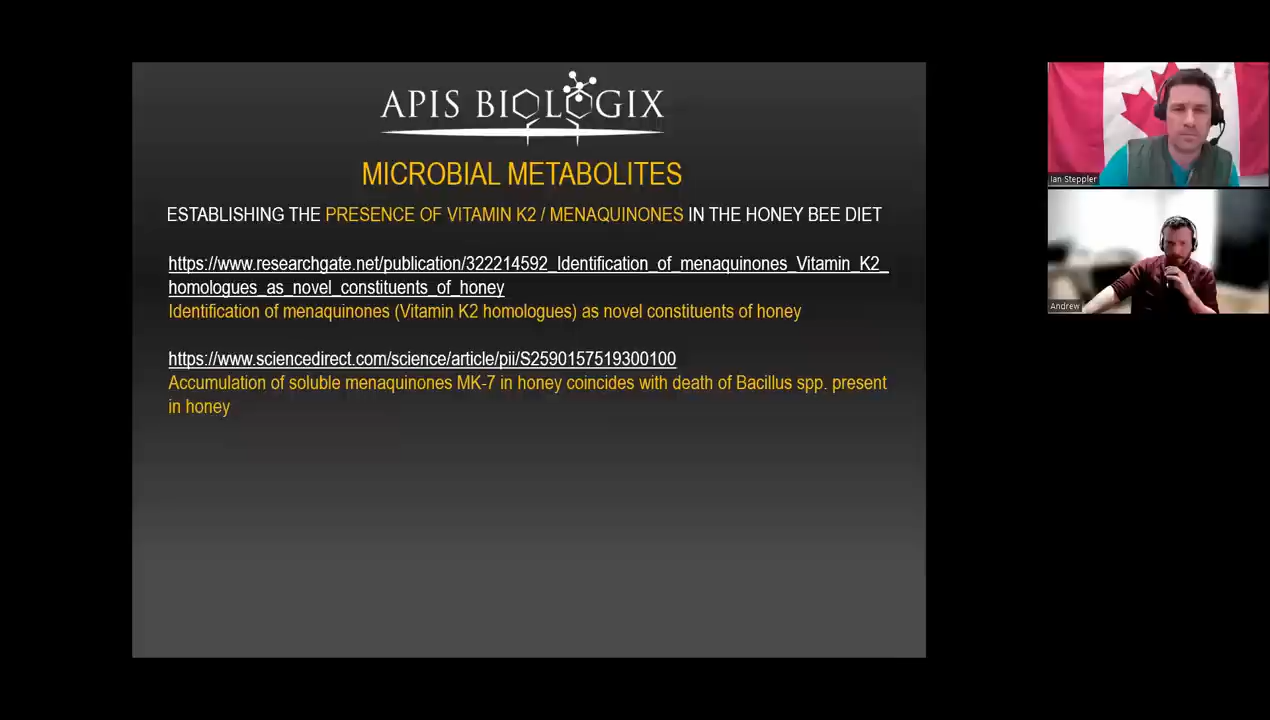 APIS BIOLOGIX
MICROBIAL METABOLITES
ESTABLISHING THE PRESENCE OF VITAMIN K2 / MENAQUINONES IN THE HONEY BEE DIET
https://www.researchgate.net/publication/322214592_Identification_of_menaquinones_Vitamin_K2_
homologues_as_novel_constituents_of_honey
Identification of menaquinones (Vitamin K2 homologues) as novel constituents of honey
https://www.sciencedirect.com/science/article/pii/S2590157519300100
Accumulation of soluble menaquinones MK-7 in honey coincides with death of Bacillus spp. present
in honey
Ian Steppler
Andrew